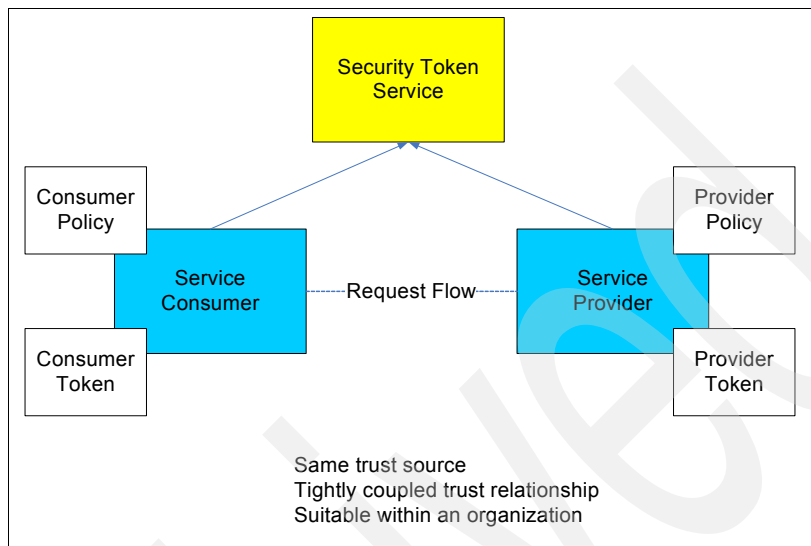 Security Token
Service
Consumer
Policy
Provider
Policy
Service
Consumer
Request Flow
Service
Provider
Consumer
Token
Provider
Token
Same trust source
Tightly coupled trust relationship
Suitable within an organization